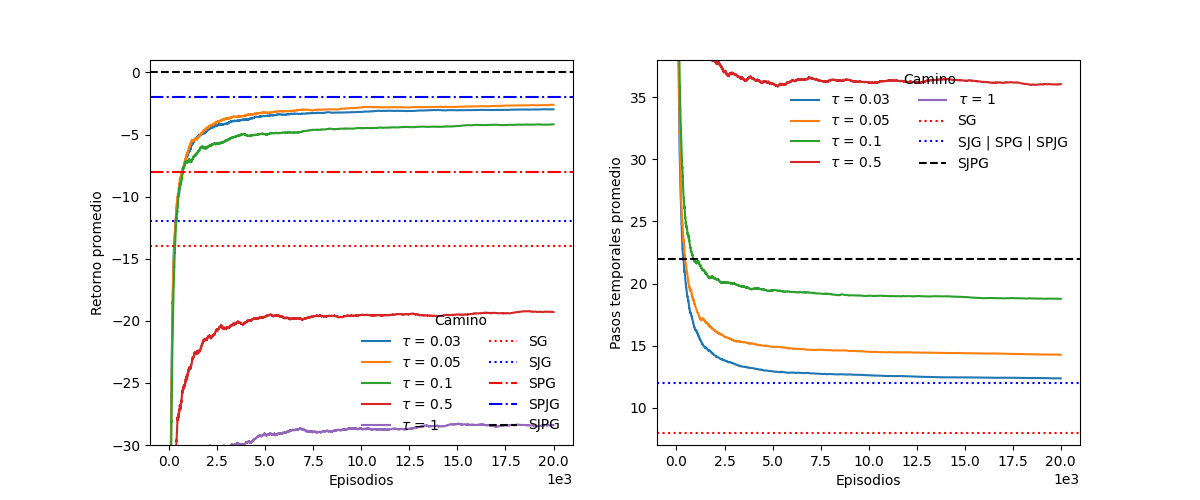 0
−5
−10
−15
−20
−25
−30
Retorno promedio
0.0 2.5 5.0 7.5 10.0 12.5 15.0 17.5 20.0
1e3
Episodios
Camino
τ = 0.03
τ = 0.05
τ = 0.1
τ = 0.5
τ = 1
SG
SJG
SPG
SPJG
SJPG
35
30
25
20
15
10
Pasos temporales promedio
0.0 2.5 5.0 7.5 10.0 12.5 15.0 17.5 20.0
1e3
Episodios
Camino
τ = 0.03
τ = 0.05
τ = 0.1
τ = 0.5
τ = 1
SG
SJG | SPG | SPJG
SJPG